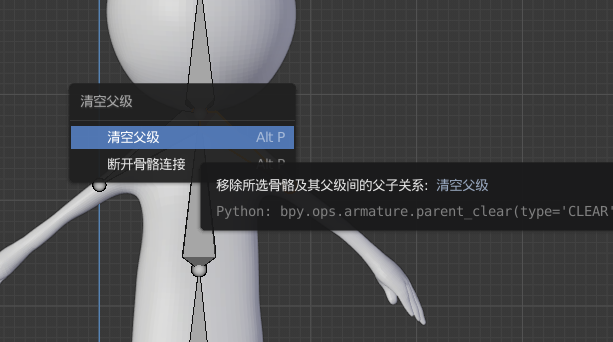 清空父级
清空父级 Alt P
断开骨骼连接 Alt P
移除所选骨骼及其父级间的父子关系: 清空父级
Python: bpy.ops.armature.parent_clear(type='CLEAR'